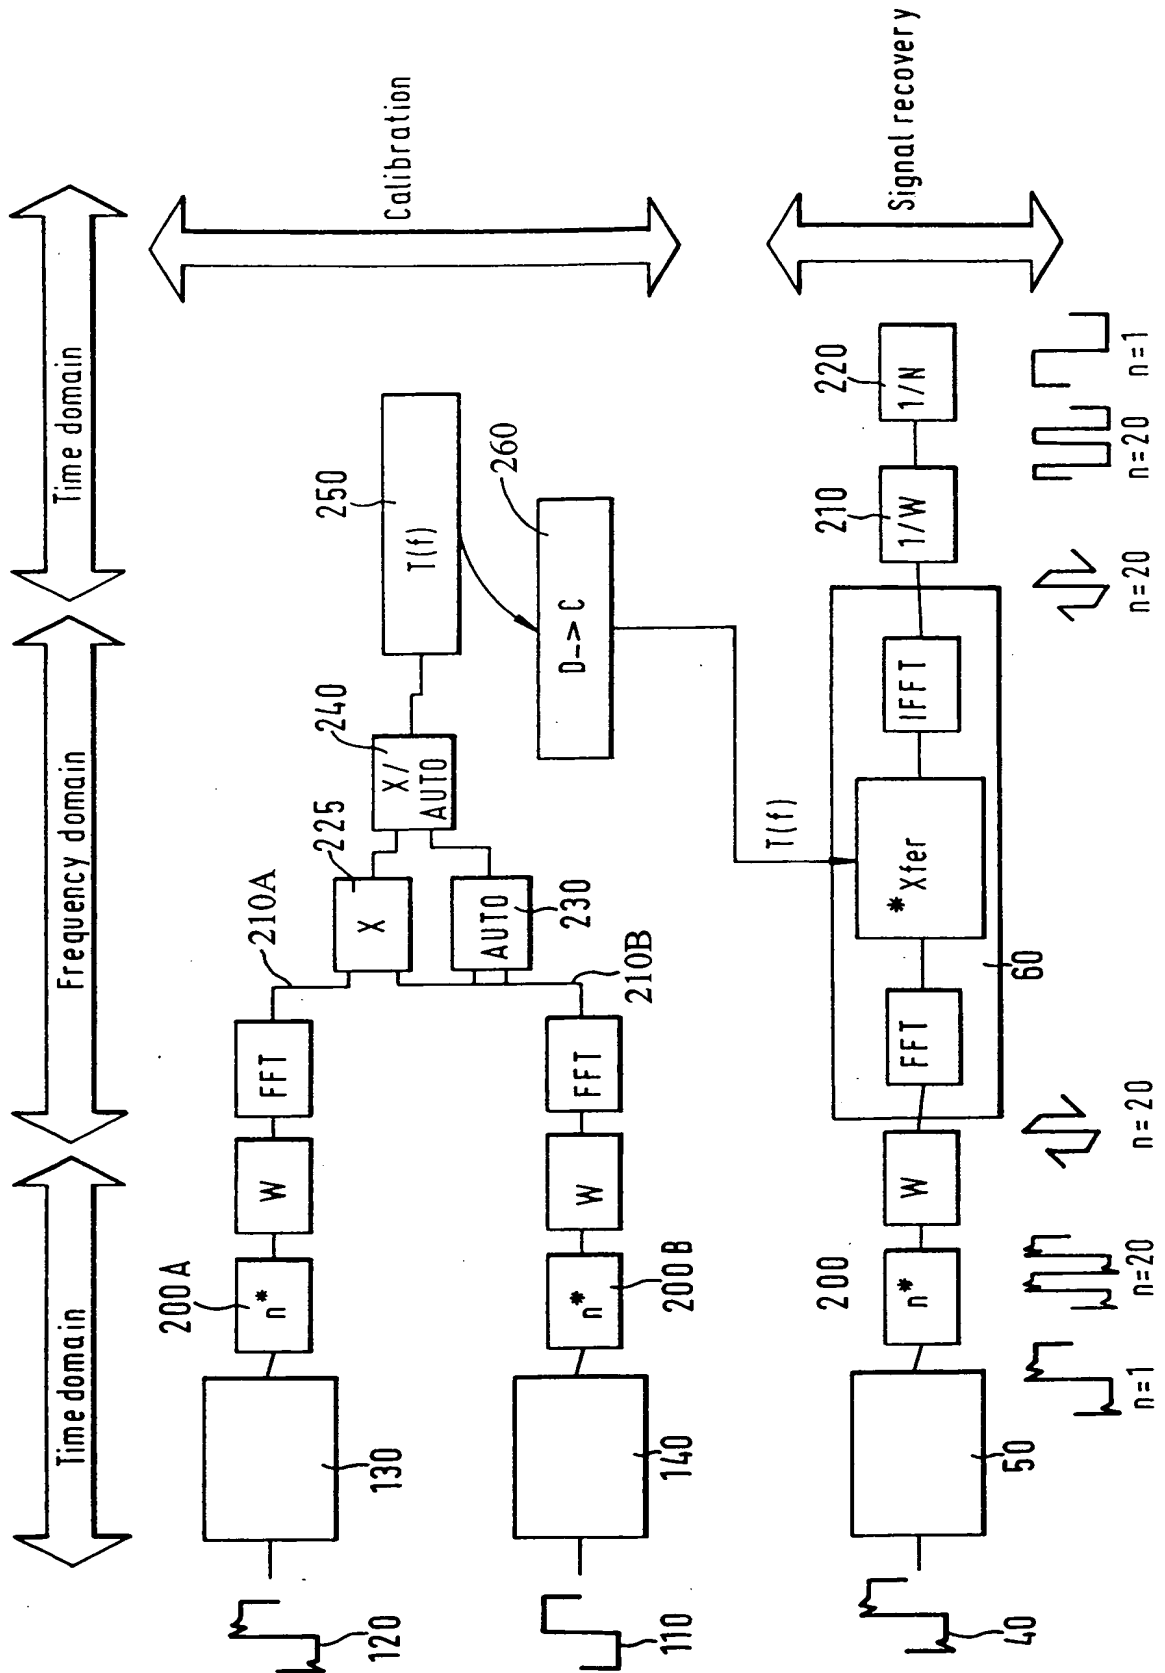 Time domain
Frequency domain
Time domain
Calibration
Signal recovery
120
130
200A
n*
W
FFT
210A
225
X
240
X/
AUTO
250
T(f)
110
140
n*
200B
W
FFT
210B
AUTO
230
260
D->C
T(f)
40
50
200
n*
W
60
FFT
*Xfer
IFFT
210
1/W
220
1/N
n=1
n=20
n=20
n=20
n=20
n=1